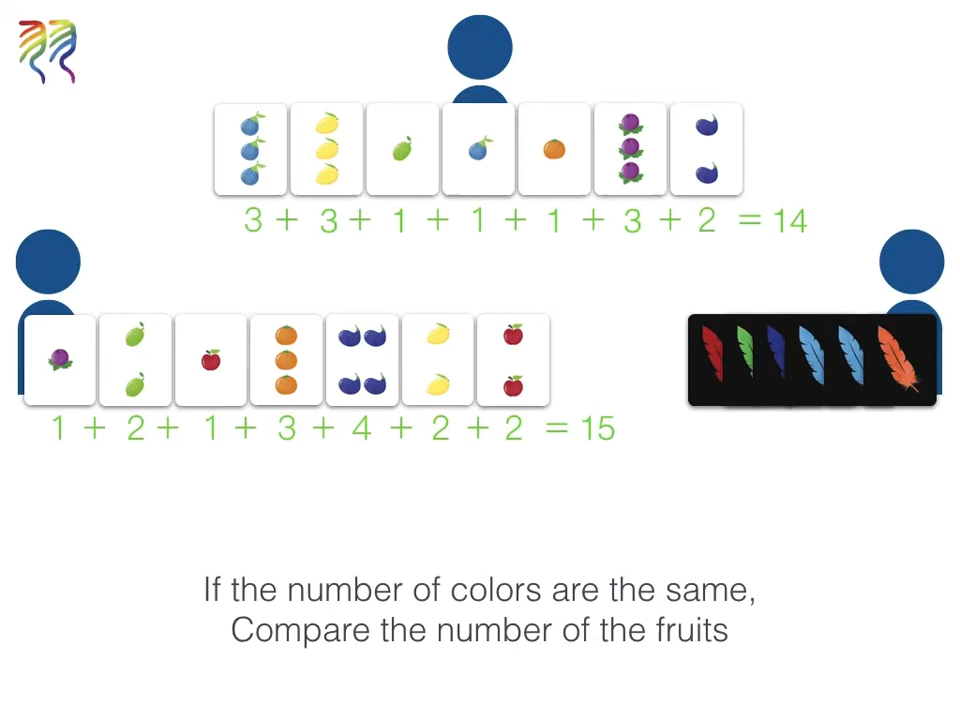 3 + 3 + 1 + 1 + 1 + 3 + 2 = 14
1 + 2 + 1 + 3 + 4 + 2 + 2 = 15
If the number of colors are the same,
Compare the number of the fruits